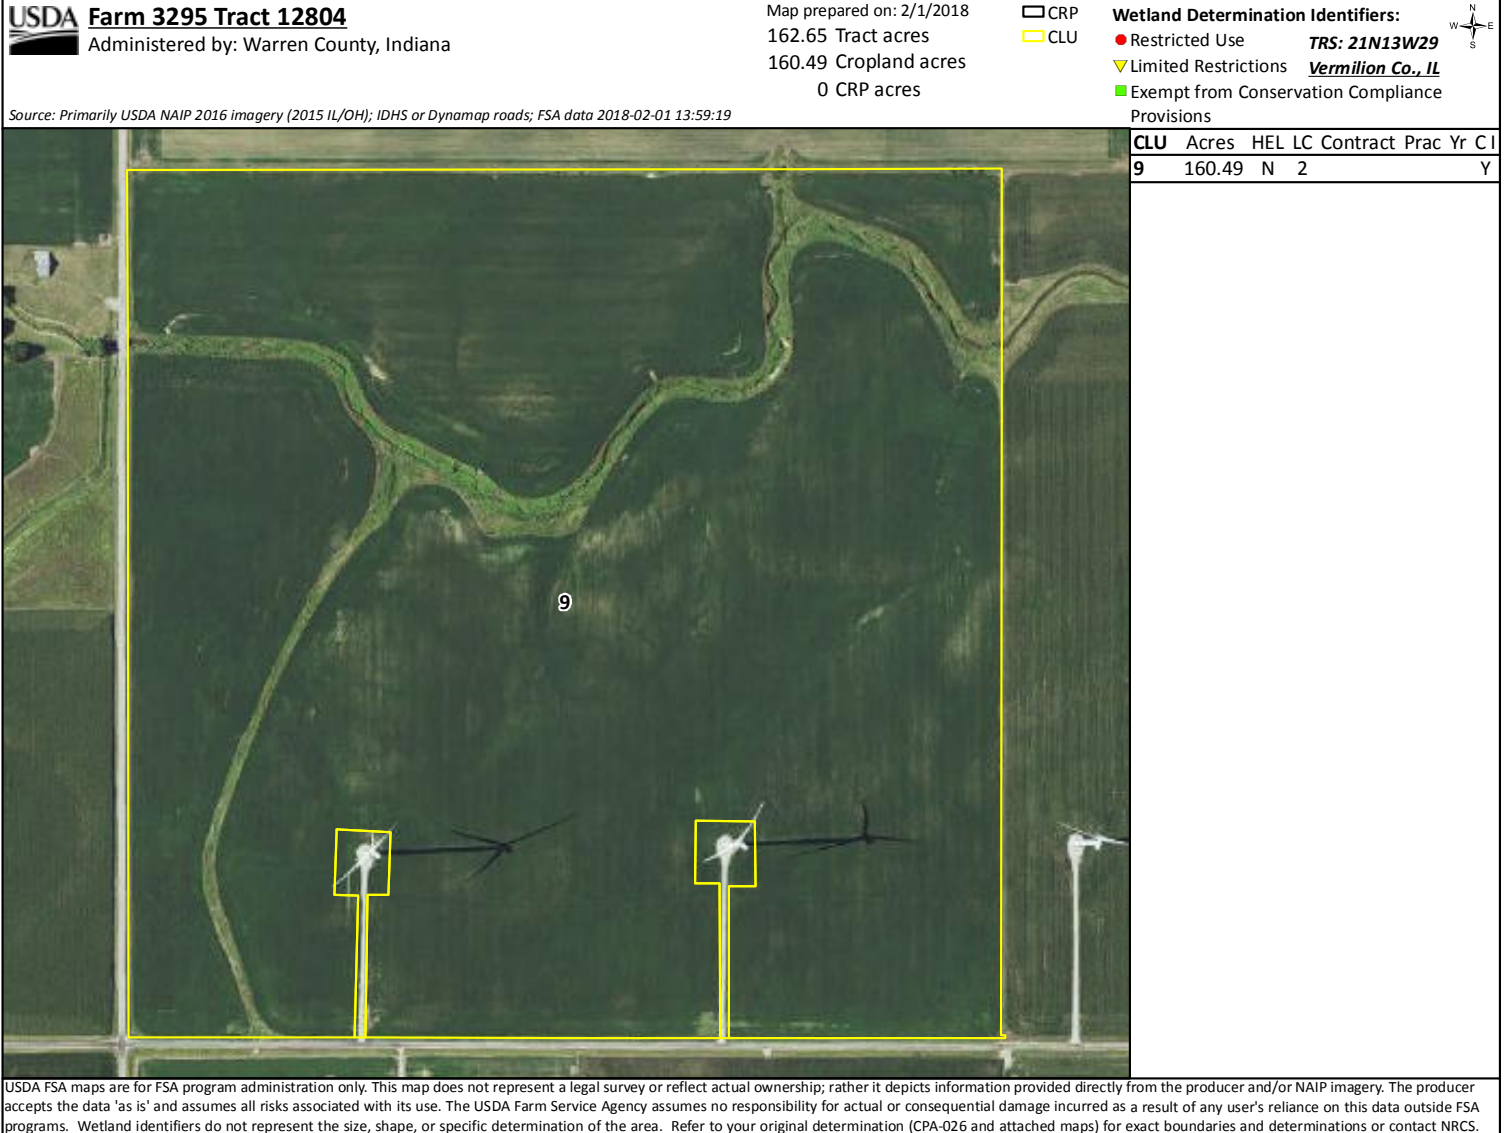 USDA Farm 3295 Tract 12804
Administered by: Warren County, Indiana
Source: Primarily USDA NAIP 2016 imagery (2015 IL/OH); IDHS or Dynamap roads; FSA data 2018-02-01 13:59:19
Map prepared on: 2/1/2018
162.65 Tract acres
160.49 Cropland acres
0 CRP acres
CRP
CLU
Wetland Determination Identifiers:
Restricted Use
Limited Restrictions
Exempt from Conservation Compliance
Provisions
TRS: 21N13W29
Vermilion Co., IL
N
W E
S
CLU Acres HEL LC Contract Prac Yr C I
9 160.49 N 2 Y
9
USDA FSA maps are for FSA program administration only. This map does not represent a legal survey or reflect actual ownership; rather it depicts information provided directly from the producer and/or NAIP imagery. The producer
accepts the data 'as is' and assumes all risks associated with its use. The USDA Farm Service Agency assumes no responsibility for actual or consequential damage incurred as a result of any user's reliance on this data outside FSA
programs. Wetland identifiers do not represent the size, shape, or specific determination of the area. Refer to your original determination (CPA-026 and attached maps) for exact boundaries and determinations or contact NRCS.